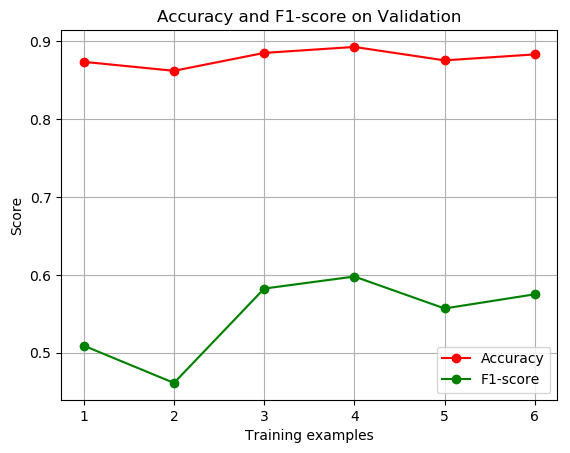 Accuracy and F1-score on Validation
0.9
0.8
0.7
0.6
0.5
Score
Accuracy
F1-score
1 2 3 4 5 6
Training examples